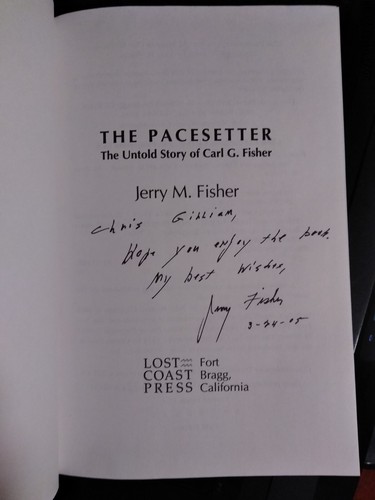 THE PACESETTER
The Untold Story of Carl G. Fisher
Jerry M. Fisher
Chris Gilliam,
Hope you enjoy the book.
My best wishes,
Jerry Fisher
3-24-05
LOST Fort
COAST Bragg,
PRESS California